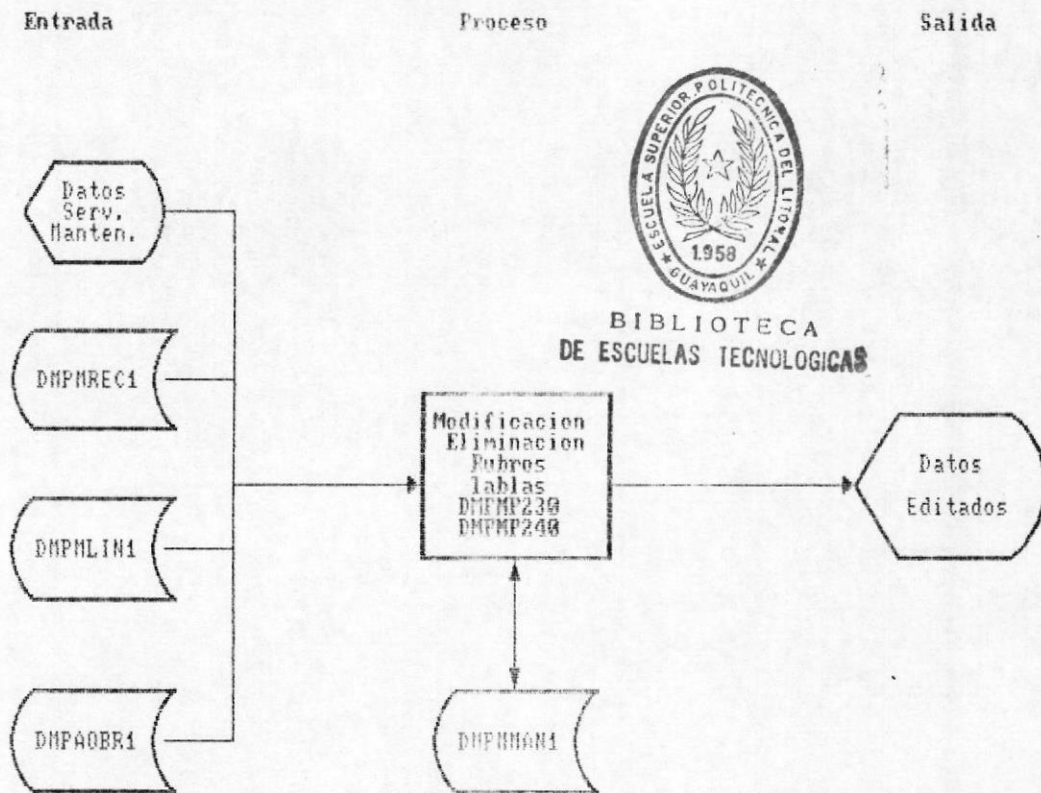 Entrada
Proceso
Salida
Datos
Serv.
Manten.
DMPMREC1
DMPMLIN1
DMPAOBR1
ESCUELA SUPERIOR POLITECNICA DEL LITORAL
1958
★ GUAYAQUIL ★
BIBLIOTECA
DE ESCUELAS TECNOLOGICAS
Modificacion
Eliminacion
Rubros
Tablas
DMPMP230
DMPMP240
DMPMMAN1
Datos
Editados